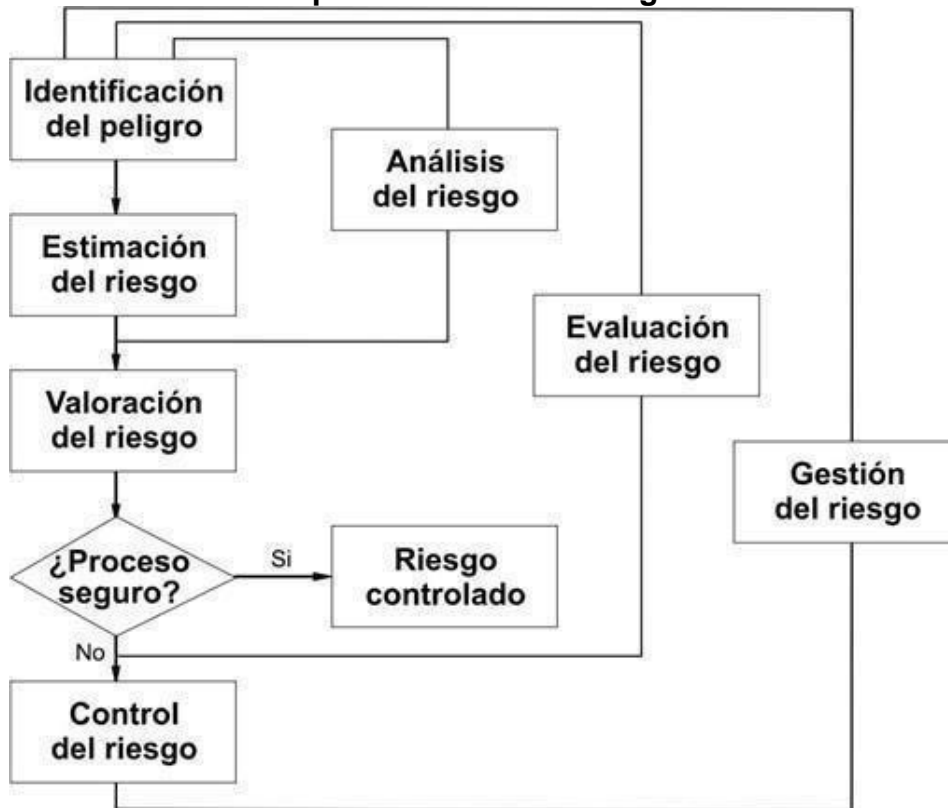 Identificación
del peligro
Análisis
del riesgo
Estimación
del riesgo
Evaluación
del riesgo
Valoración
del riesgo
Gestión
del riesgo
¿Proceso
seguro?
Si
Riesgo
controlado
No
Control
del riesgo